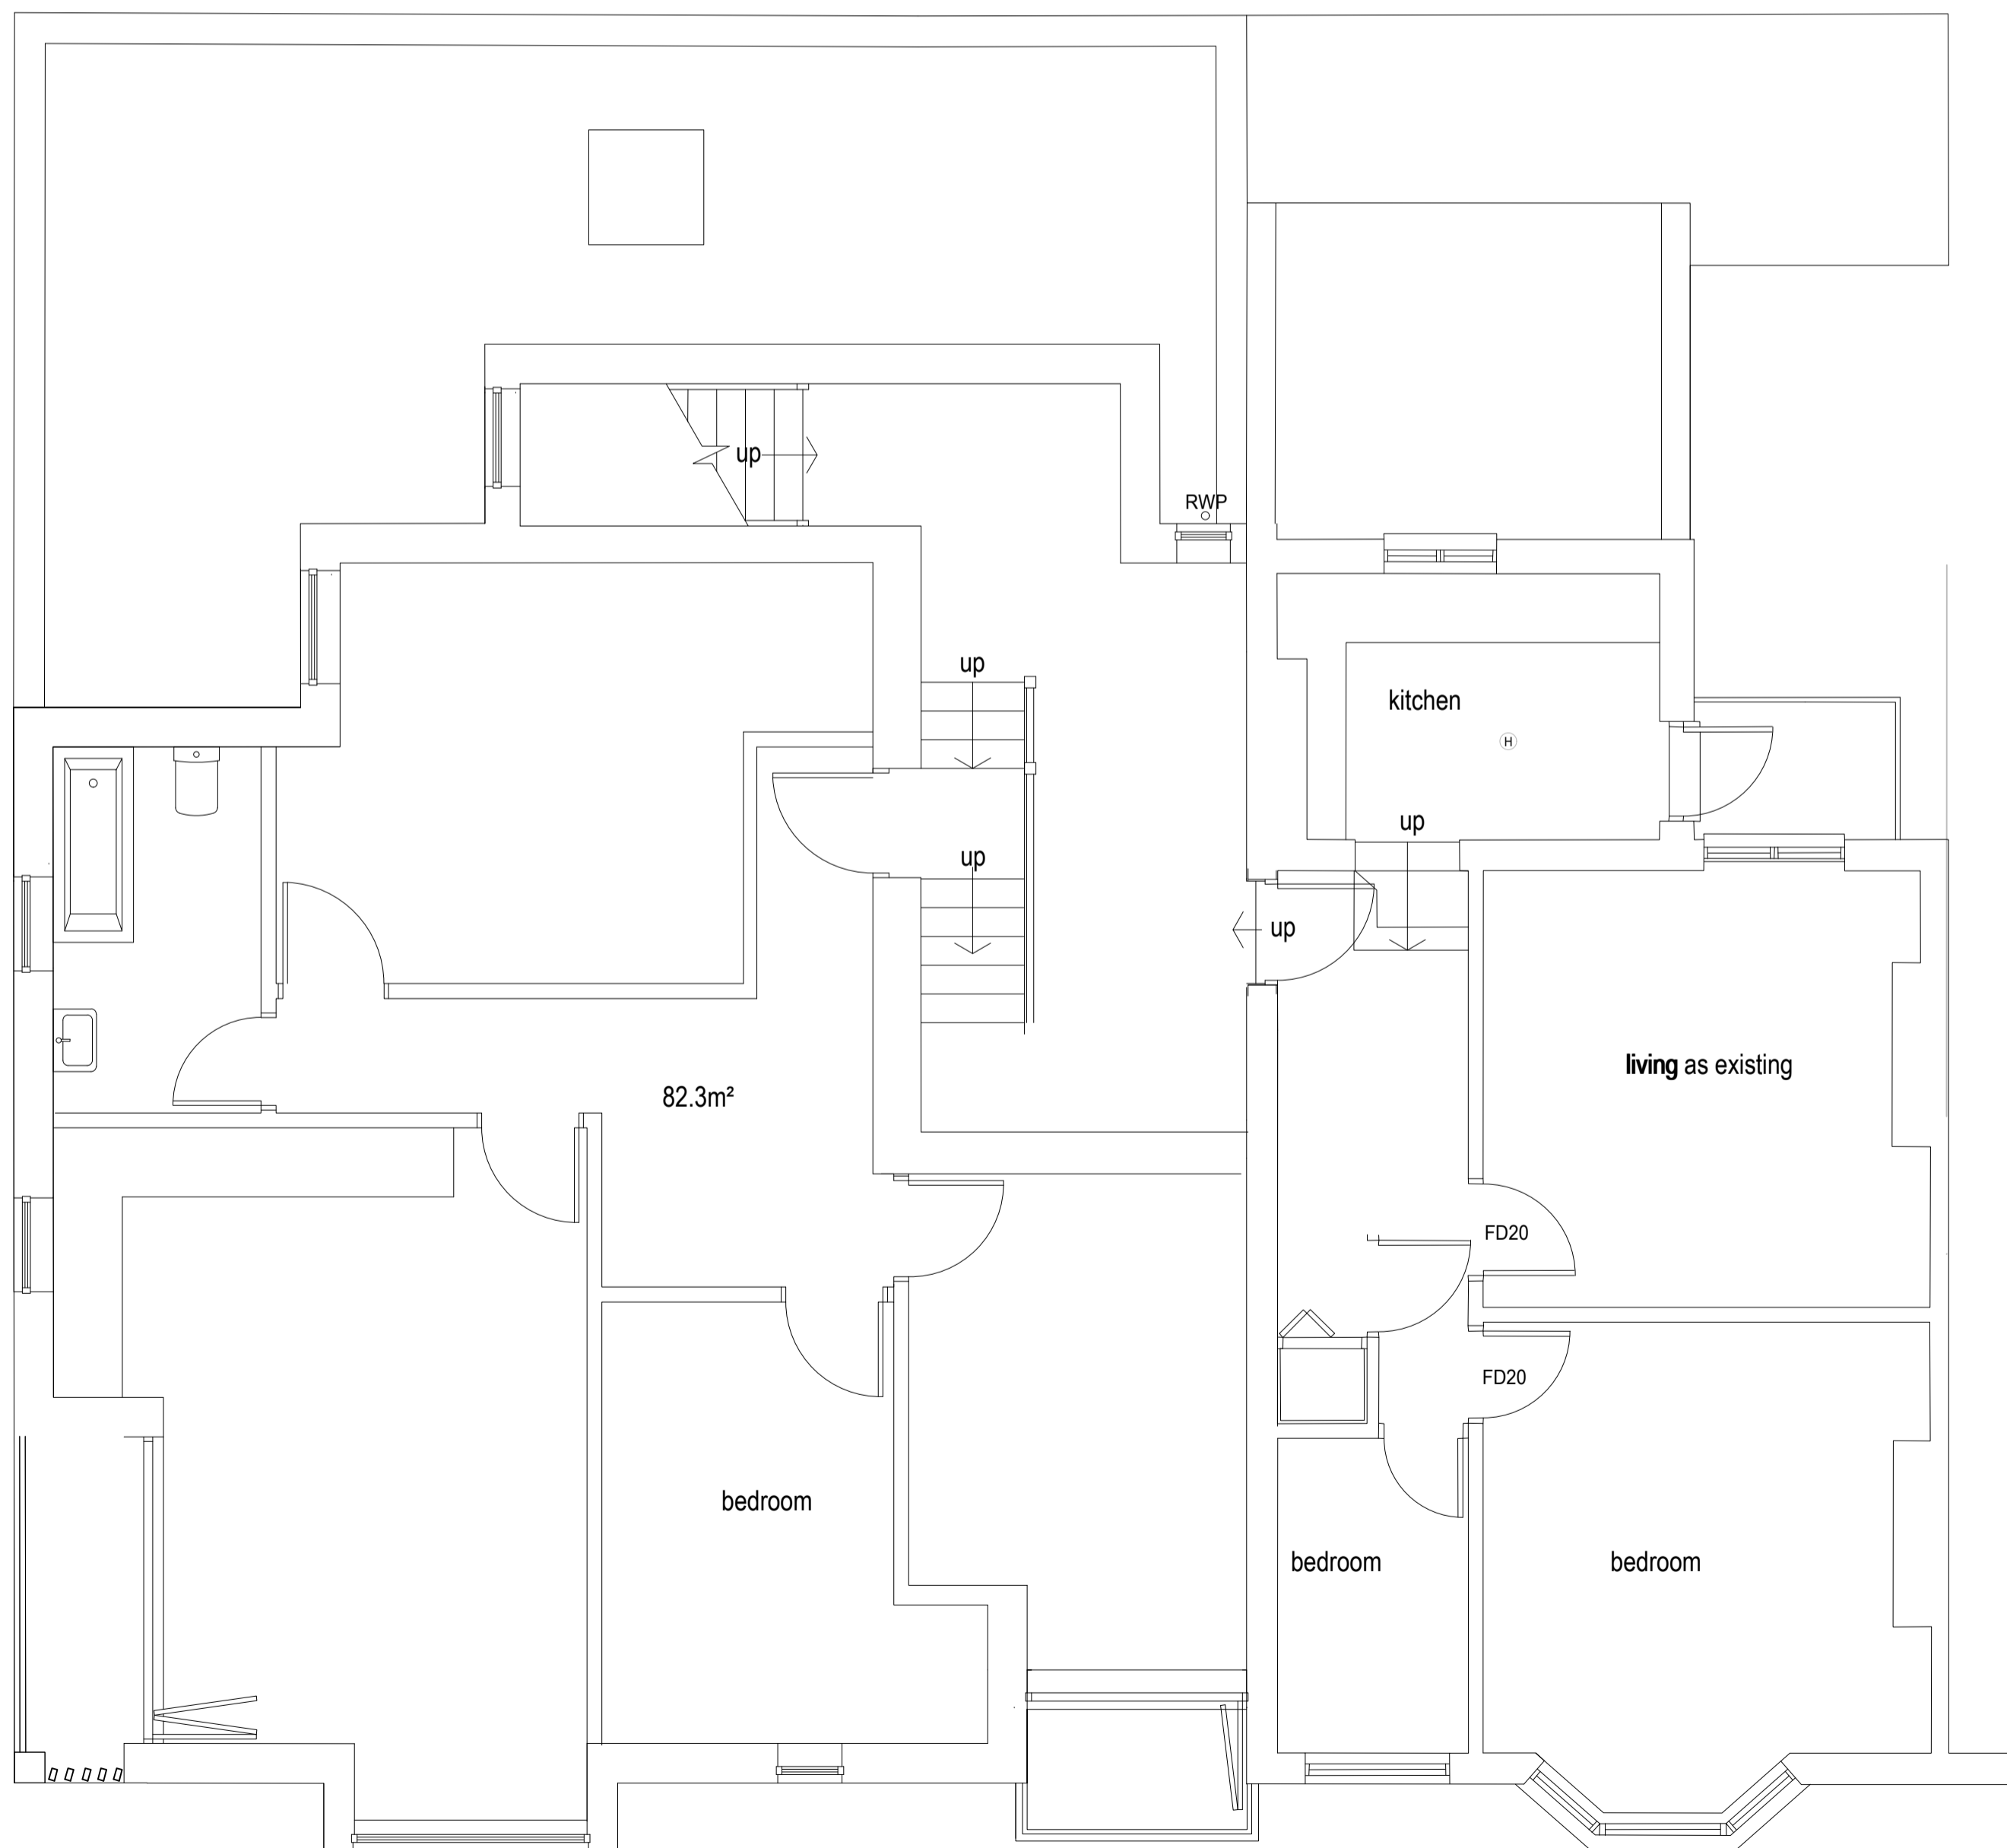 up
RWP
up
kitchen
H
up
up
up
living as existing
82.3m²
FD20
FD20
bedroom
bedroom
bedroom